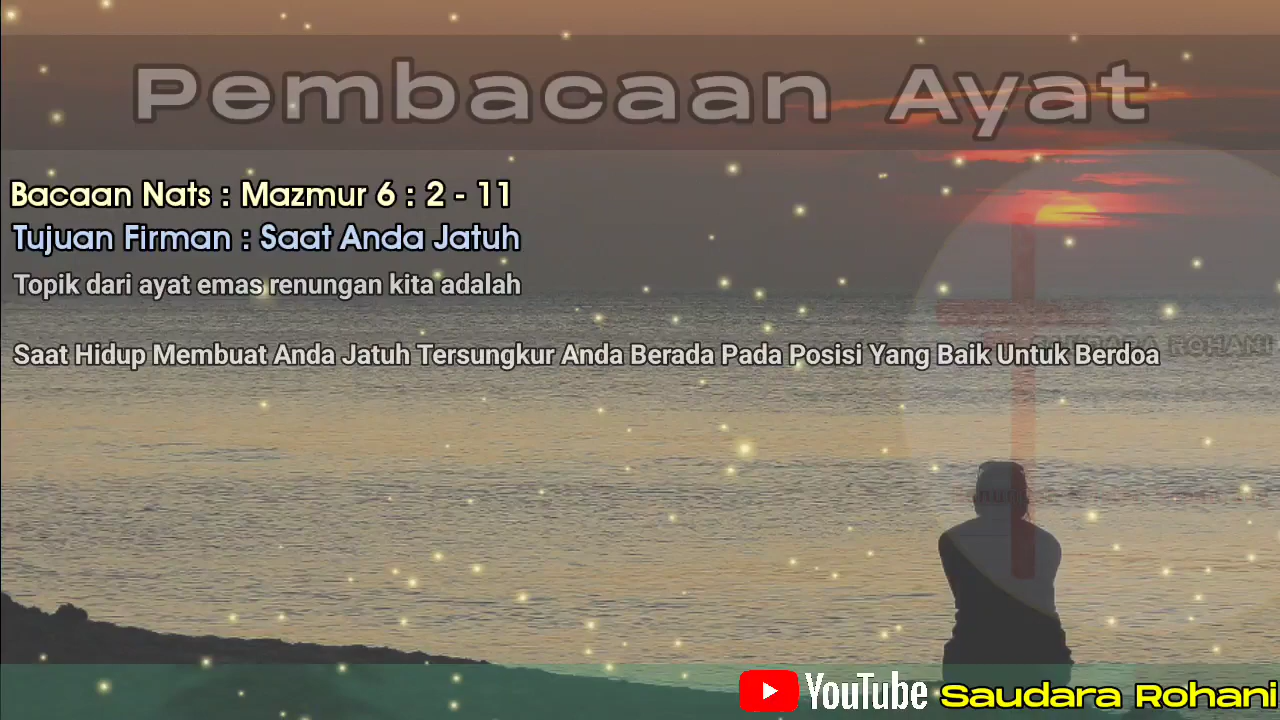 Pembacaan Ayat
Bacaan Nats : Mazmur 6 : 2 - 11
Tujuan Firman : Saat Anda Jatuh
Topik dari ayat emas renungan kita adalah
Saat Hidup Membuat Anda Jatuh Tersungkur Anda Berada Pada Posisi Yang Baik Untuk Berdoa
ROHANI
YouTube Saudara Rohani